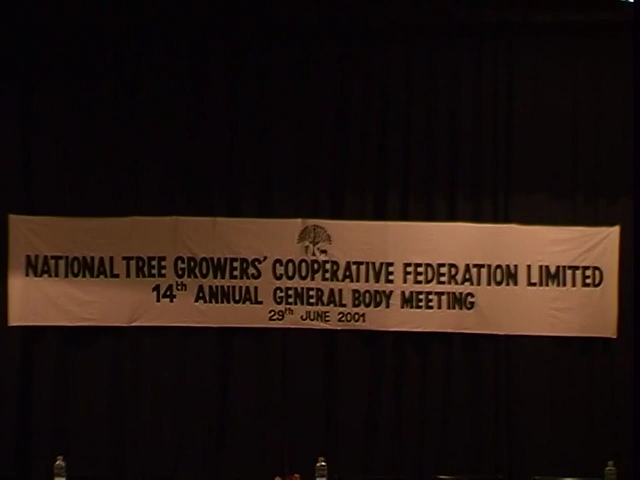 NATIONAL TREE GROWERS' COOPERATIVE FEDERATION LIMITED
14th ANNUAL GENERAL BODY MEETING
29th JUNE 2001